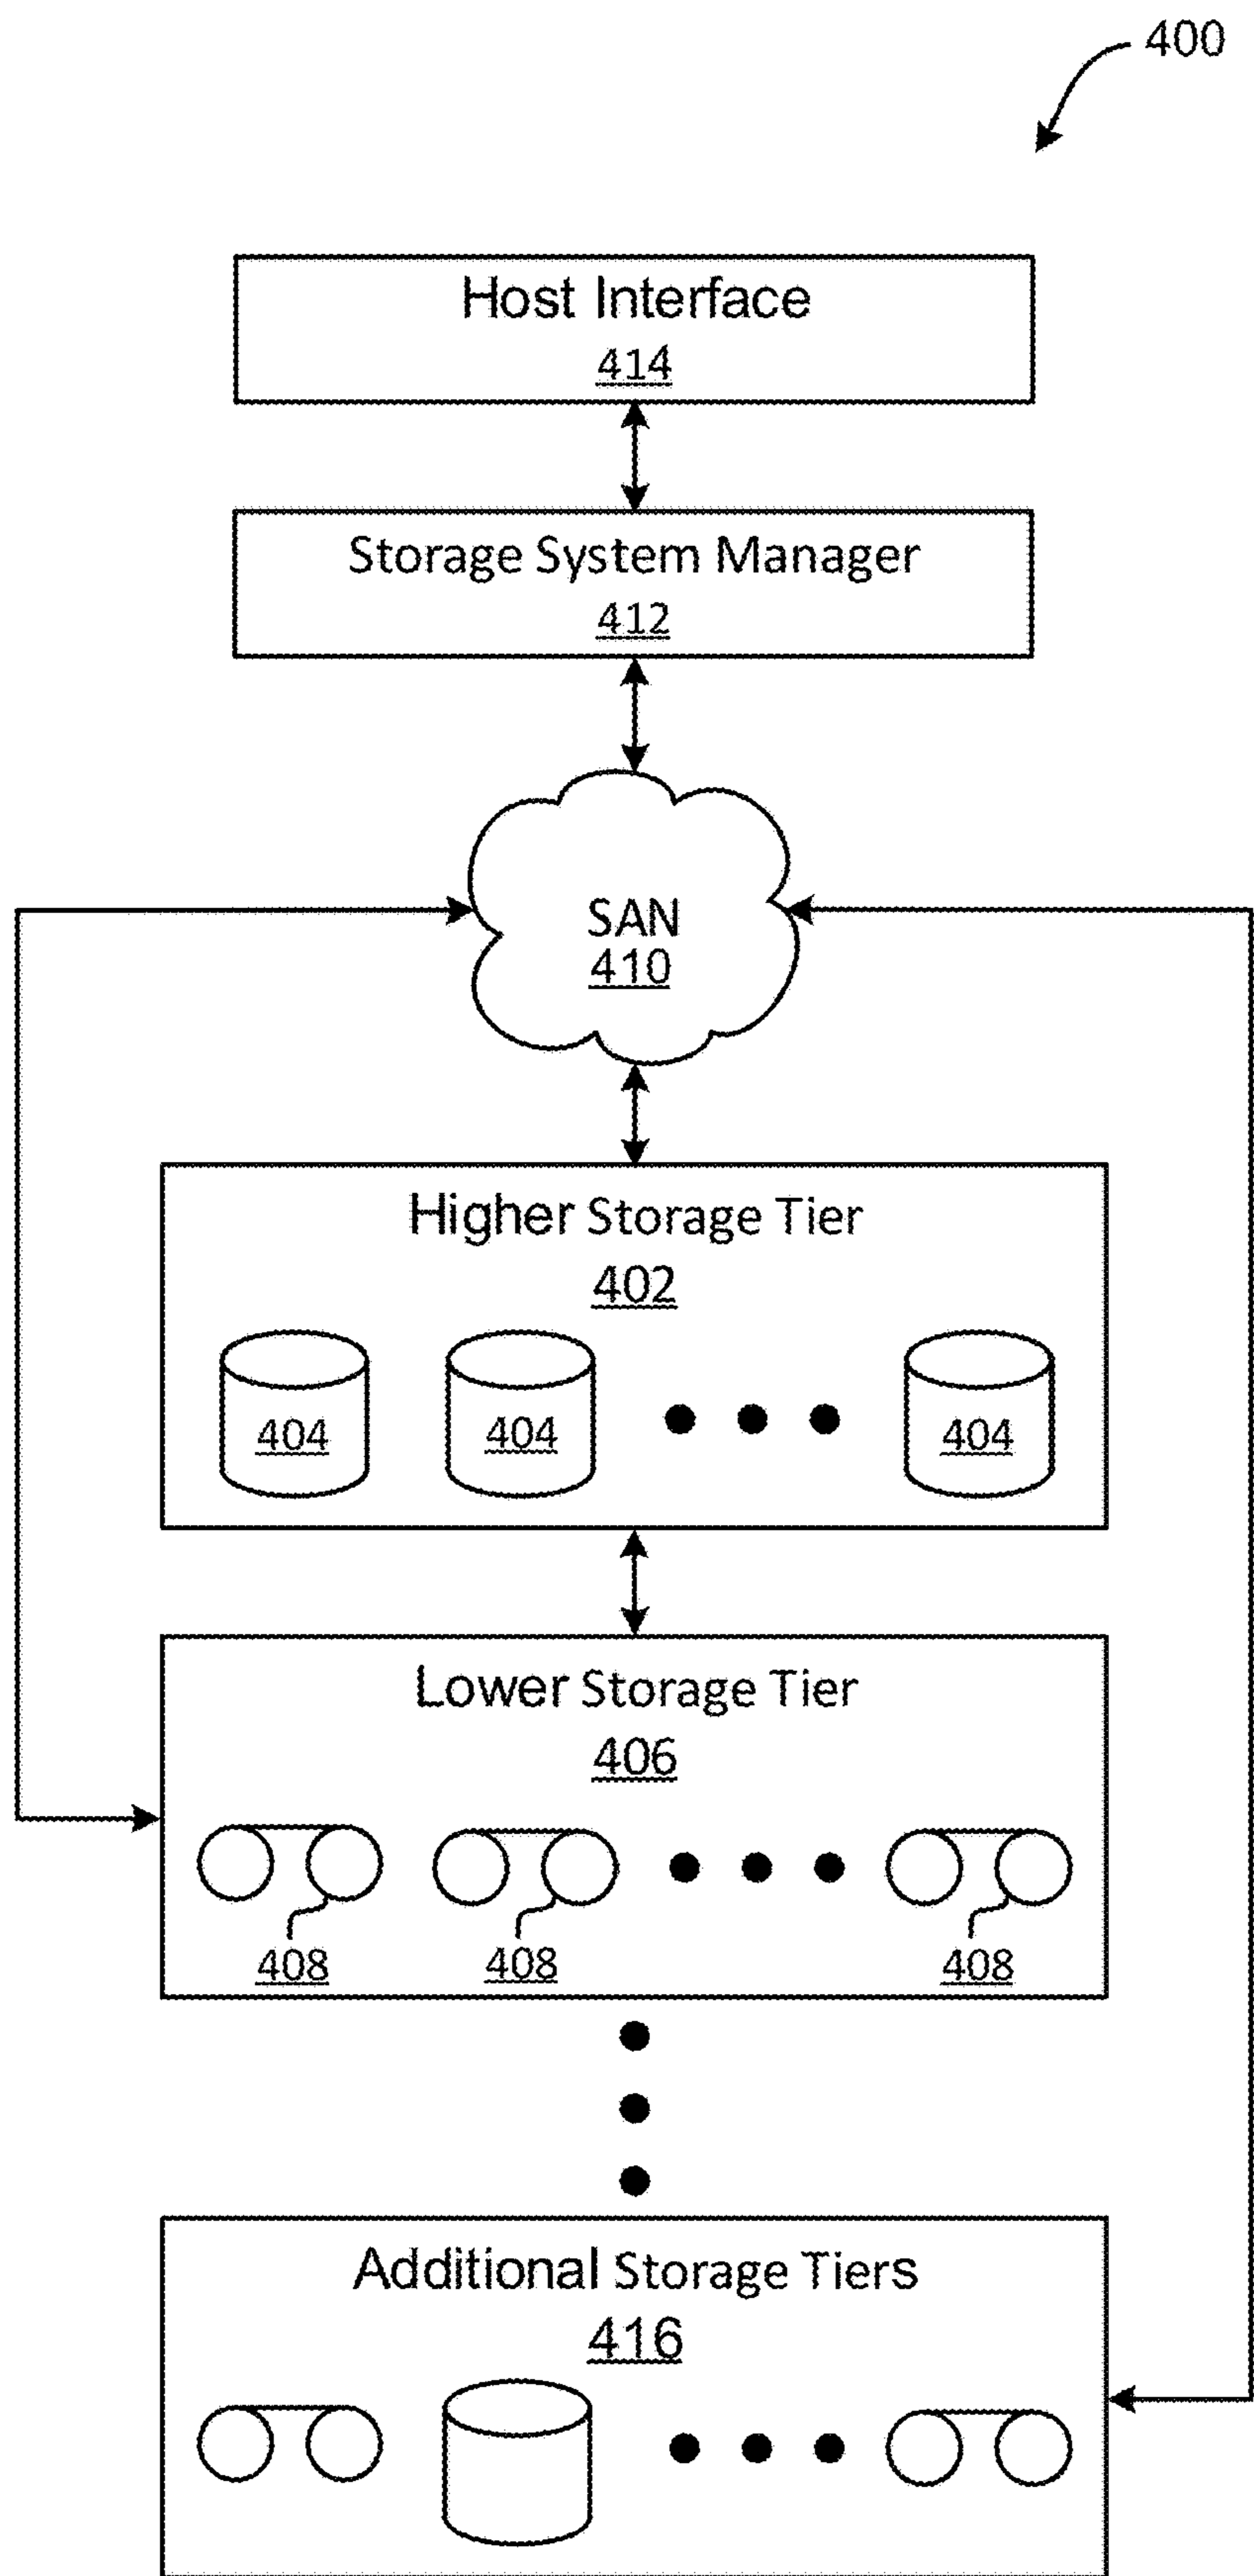 400
Host Interface
414
Storage System Manager
412
SAN
410
Higher Storage Tier
402
404 404 404
Lower Storage Tier
406
408 408 408
Additional Storage Tiers
416